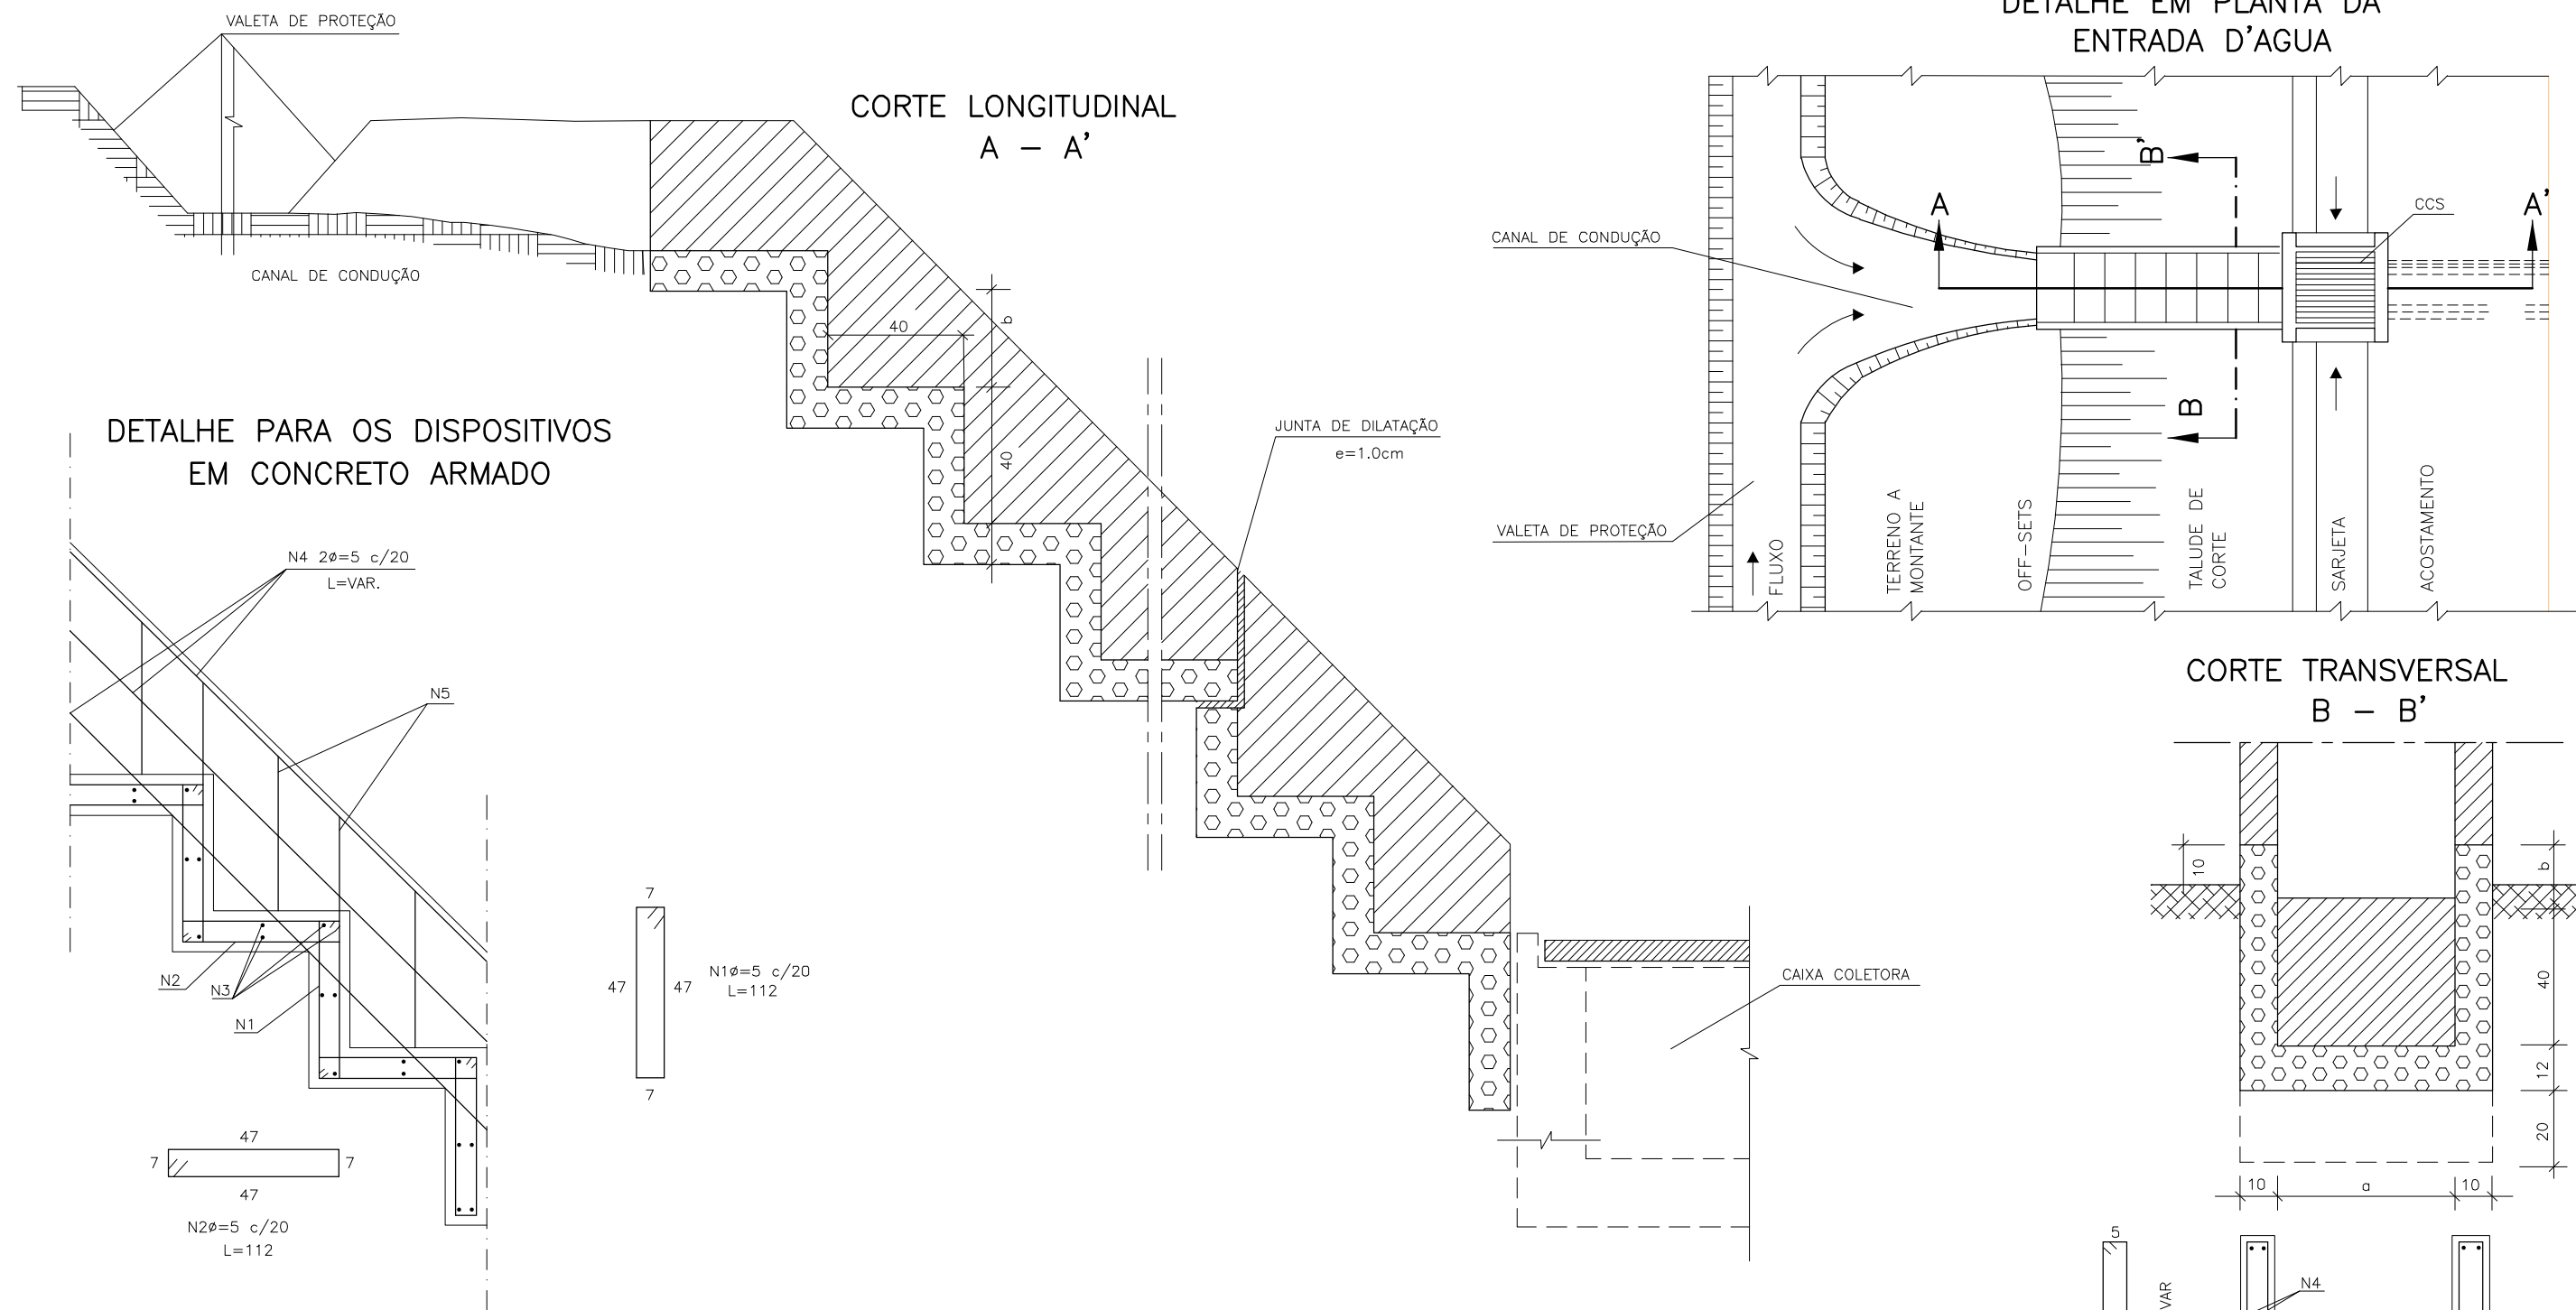 VALETA DE PROTEÇÃO
CANAL DE CONDUÇÃO
CORTE LONGITUDINAL
A – A'
40
b
40
JUNTA DE DILATAÇÃO
e=1.0cm
CAIXA COLETORA
DETALHE PARA OS DISPOSITIVOS
EM CONCRETO ARMADO
N4 2ø=5 c/20
L=VAR.
N5
N2
N3
N1
7
47
47
7
N1ø=5 c/20
L=112
47
7
7
47
N2ø=5 c/20
L=112
DETALHE EM PLANTA DA
ENTRADA D'AGUA
CANAL DE CONDUÇÃO
VALETA DE PROTEÇÃO
B'
A
A'
CCS
B
FLUXO
TERRENO A
MONTANTE
OFF-SETS
TALUDE DE
CORTE
SARJETA
ACOSTAMENTO
CORTE TRANSVERSAL
B – B'
10
b
40
12
20
10
a
10
5
VAR
N4